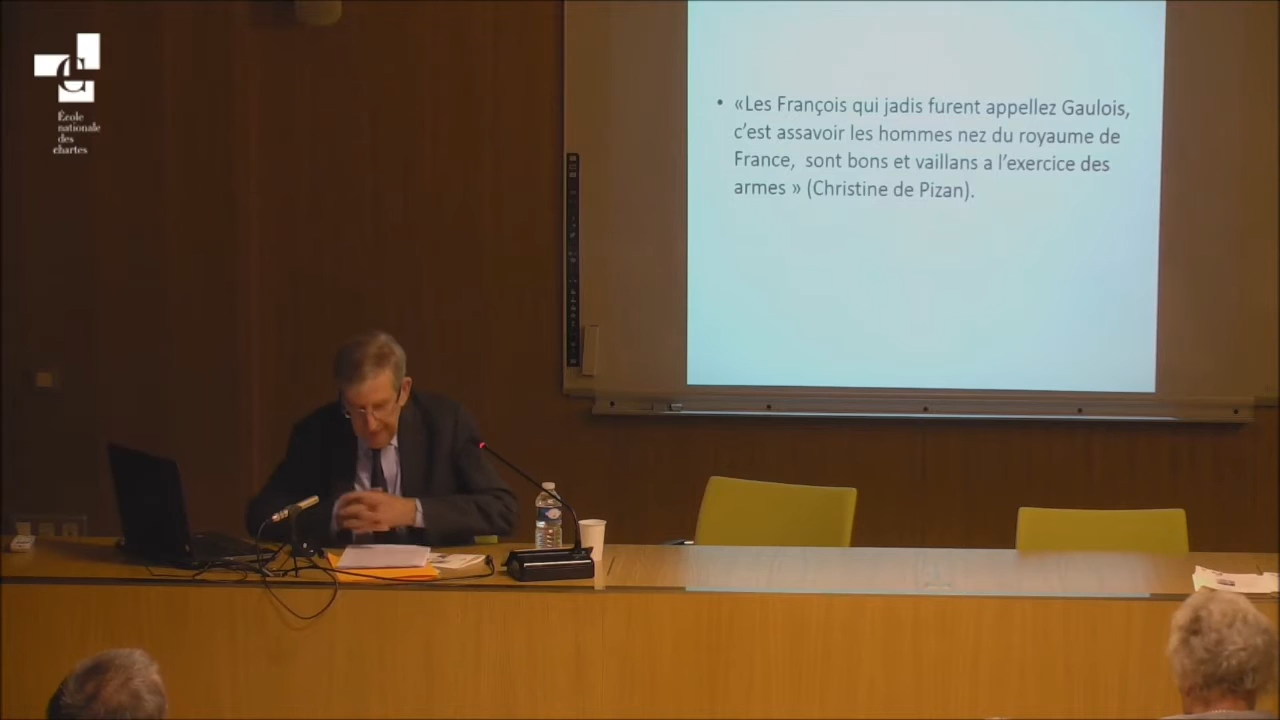 École
nationale
des
chartes
• «Les François qui jadis furent appellez Gaulois,
c'est assavoir les hommes nez du royaume de
France, sont bons et vaillans a l'exercice des
armes » (Christine de Pizan).